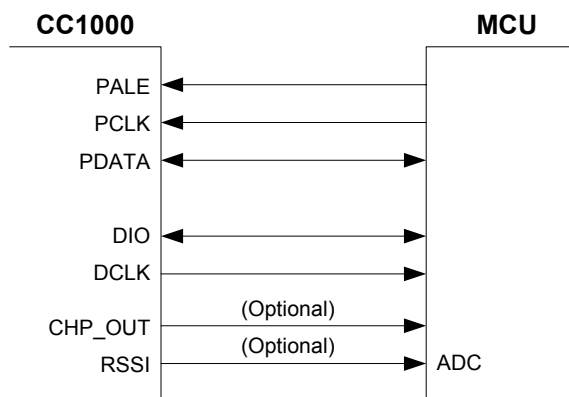 CC1000
MCU
PALE
PCLK
PDATA
DIO
DCLK
(Optional)
CHP_OUT
(Optional)
RSSI
ADC